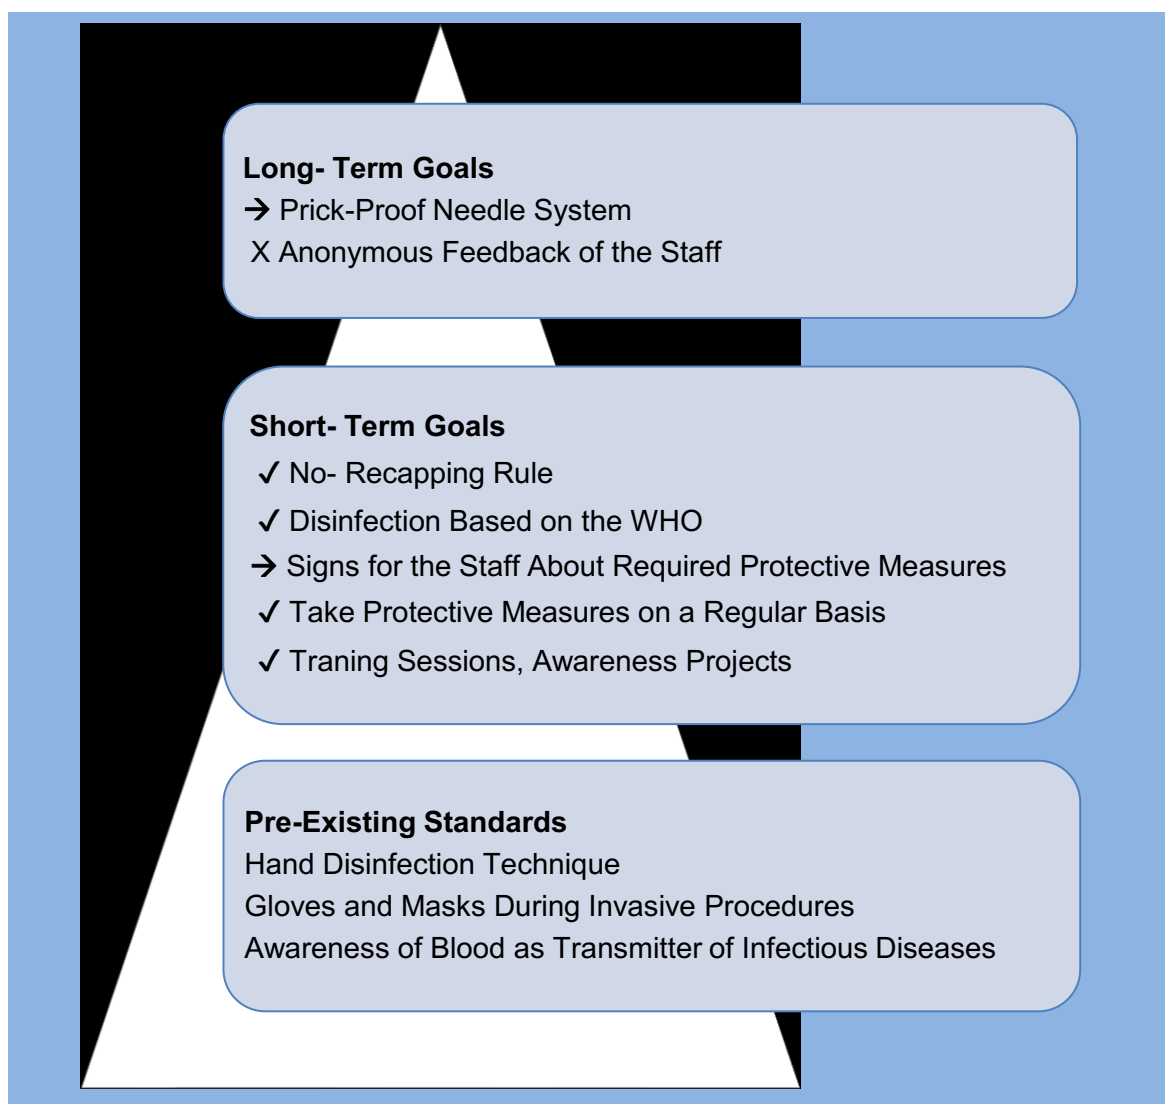 Long- Term Goals
→ Prick-Proof Needle System
X Anonymous Feedback of the Staff
Short- Term Goals
✓ No- Recapping Rule
✓ Disinfection Based on the WHO
→ Signs for the Staff About Required Protective Measures
✓ Take Protective Measures on a Regular Basis
✓ Traning Sessions, Awareness Projects
Pre-Existing Standards
Hand Disinfection Technique
Gloves and Masks During Invasive Procedures
Awareness of Blood as Transmitter of Infectious Diseases